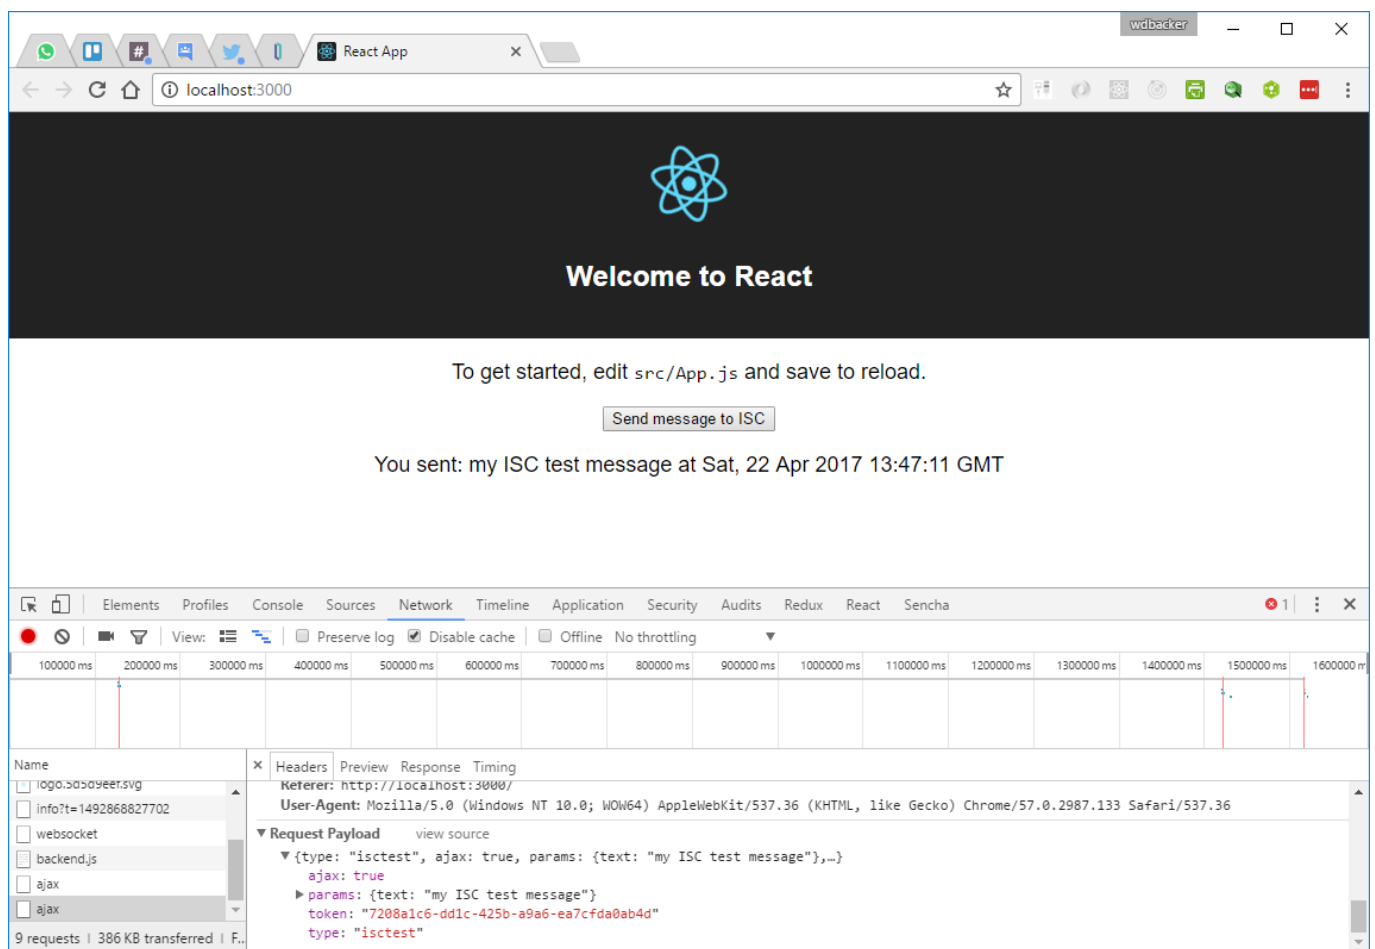 wdbacker
React App
localhost:3000
Welcome to React
To get started, edit src/App.js and save to reload.
Send message to ISC
You sent: my ISC test message at Sat, 22 Apr 2017 13:47:11 GMT
Elements Profiles Console Sources Network Timeline Application Security Audits Redux React Sencha 1
View: Preserve log Disable cache Offline No throttling
100000 ms 200000 ms 300000 ms 400000 ms 500000 ms 600000 ms 700000 ms 800000 ms 900000 ms 1000000 ms 1100000 ms 1200000 ms 1300000 ms 1400000 ms 1500000 ms 1600000 m
Name
Headers Preview Response Timing
logo.5d5d9eef.svg
info?t=1492868827702
websocket
backend.js
ajax
ajax
9 requests | 386 KB transferred | F...
Referer: http://localhost:3000/
User-Agent: Mozilla/5.0 (Windows NT 10.0; WOW64) AppleWebKit/537.36 (KHTML, like Gecko) Chrome/57.0.2987.133 Safari/537.36
Request Payload view source
{type: "isctest", ajax: true, params: {text: "my ISC test message"},…}
ajax: true
params: {text: "my ISC test message"}
token: "7208a1c6-dd1c-425b-a9a6-ea7cfda0ab4d"
type: "isctest"